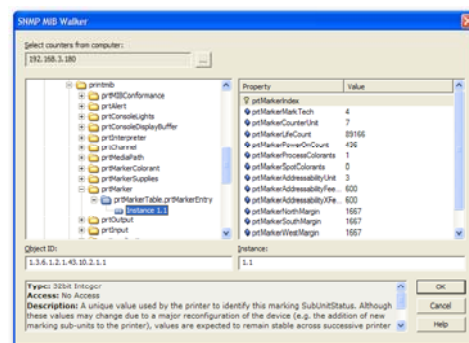 SNMP MIB Walker
Select counters from computer:
192.168.3.180
...
printmib
prtMIBConformance
prtAlert
prtConsoleLights
prtConsoleDisplayBuffer
prtInterpreter
prtChannel
prtMediaPath
prtMarkerColorant
prtMarkerSupplies
prtMarker
prtMarkerTable.prtMarkerEntry
Instance 1.1
prtOutput
prtInput
Property Value
prtMarkerIndex
prtMarkerMarkTech 4
prtMarkerCounterUnit 7
prtMarkerLifeCount 89166
prtMarkerPowerOnCount 436
prtMarkerProcessColorants 1
prtMarkerSpotColorants 0
prtMarkerAddressabilityUnit 3
prtMarkerAddressabilityFee... 600
prtMarkerAddressabilityXFe... 600
prtMarkerNorthMargin 1667
prtMarkerSouthMargin 1667
prtMarkerWestMargin 1667
Object ID: Instance:
1.3.6.1.2.1.43.10.2.1.1 1.1
Type: 32bit Integer
Access: No Access
Description: A unique value used by the printer to identify this marking SubUnitStatus. Although
these values may change due to a major reconfiguration of the device (e.g. the addition of new
marking sub-units to the printer), values are expected to remain stable across successive printer
OK
Cancel
Help